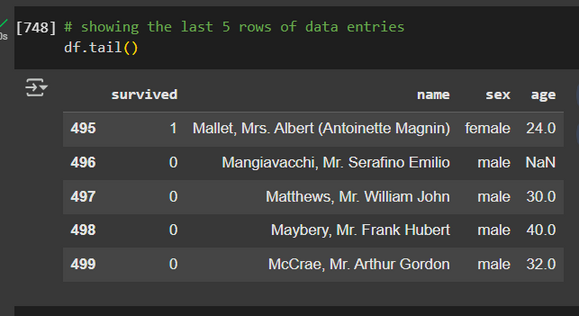 [748] # showing the last 5 rows of data entries
df.tail()
survived name sex age
495 1 Mallet, Mrs. Albert (Antoinette Magnin) female 24.0
496 0 Mangiavacchi, Mr. Serafino Emilio male NaN
497 0 Matthews, Mr. William John male 30.0
498 0 Maybery, Mr. Frank Hubert male 40.0
499 0 McCrae, Mr. Arthur Gordon male 32.0